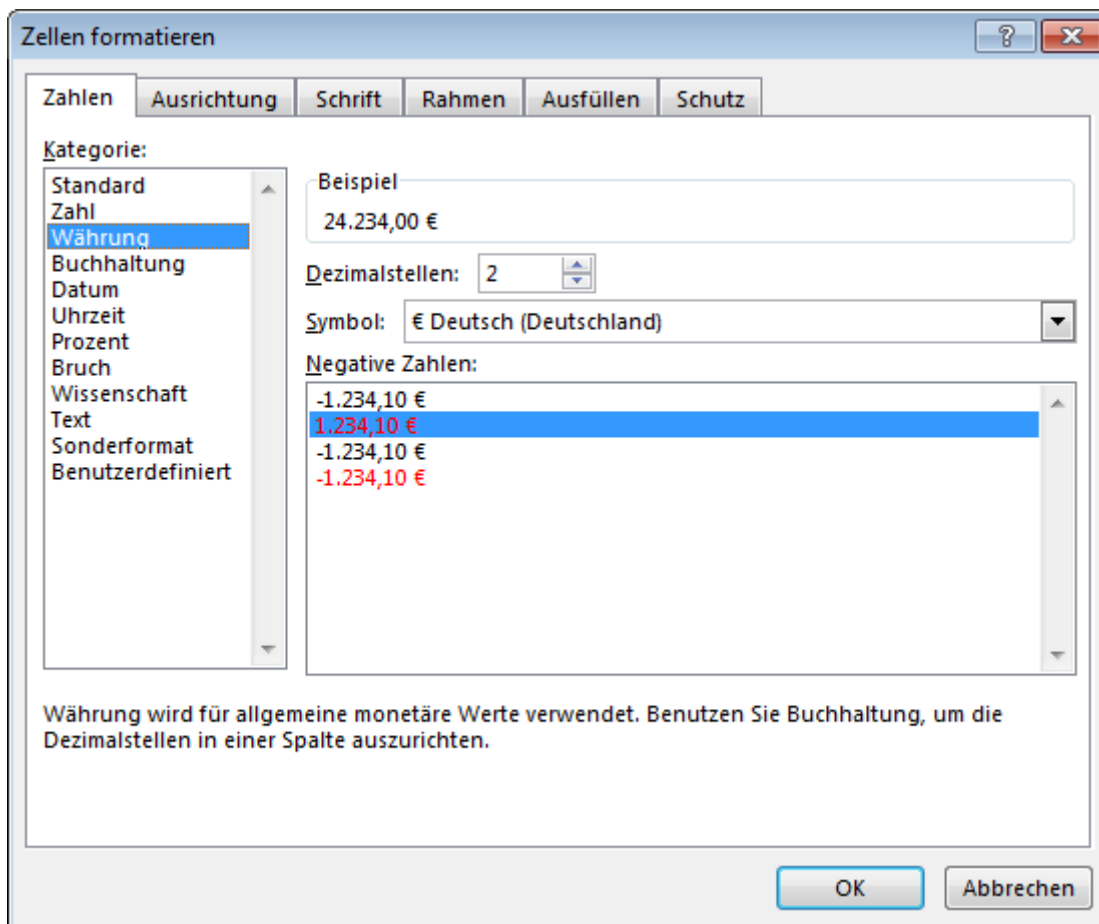 Zellen formatieren
Zahlen Ausrichtung Schrift Rahmen Ausfüllen Schutz
Kategorie:
Standard
Zahl
Währung
Buchhaltung
Datum
Uhrzeit
Prozent
Bruch
Wissenschaft
Text
Sonderformat
Benutzerdefiniert
Beispiel
24.234,00 €
Dezimalstellen: 2
Symbol: € Deutsch (Deutschland)
Negative Zahlen:
-1.234,10 €
1.234,10 €
-1.234,10 €
-1.234,10 €
Währung wird für allgemeine monetäre Werte verwendet. Benutzen Sie Buchhaltung, um die
Dezimalstellen in einer Spalte auszurichten.
OK Abbrechen